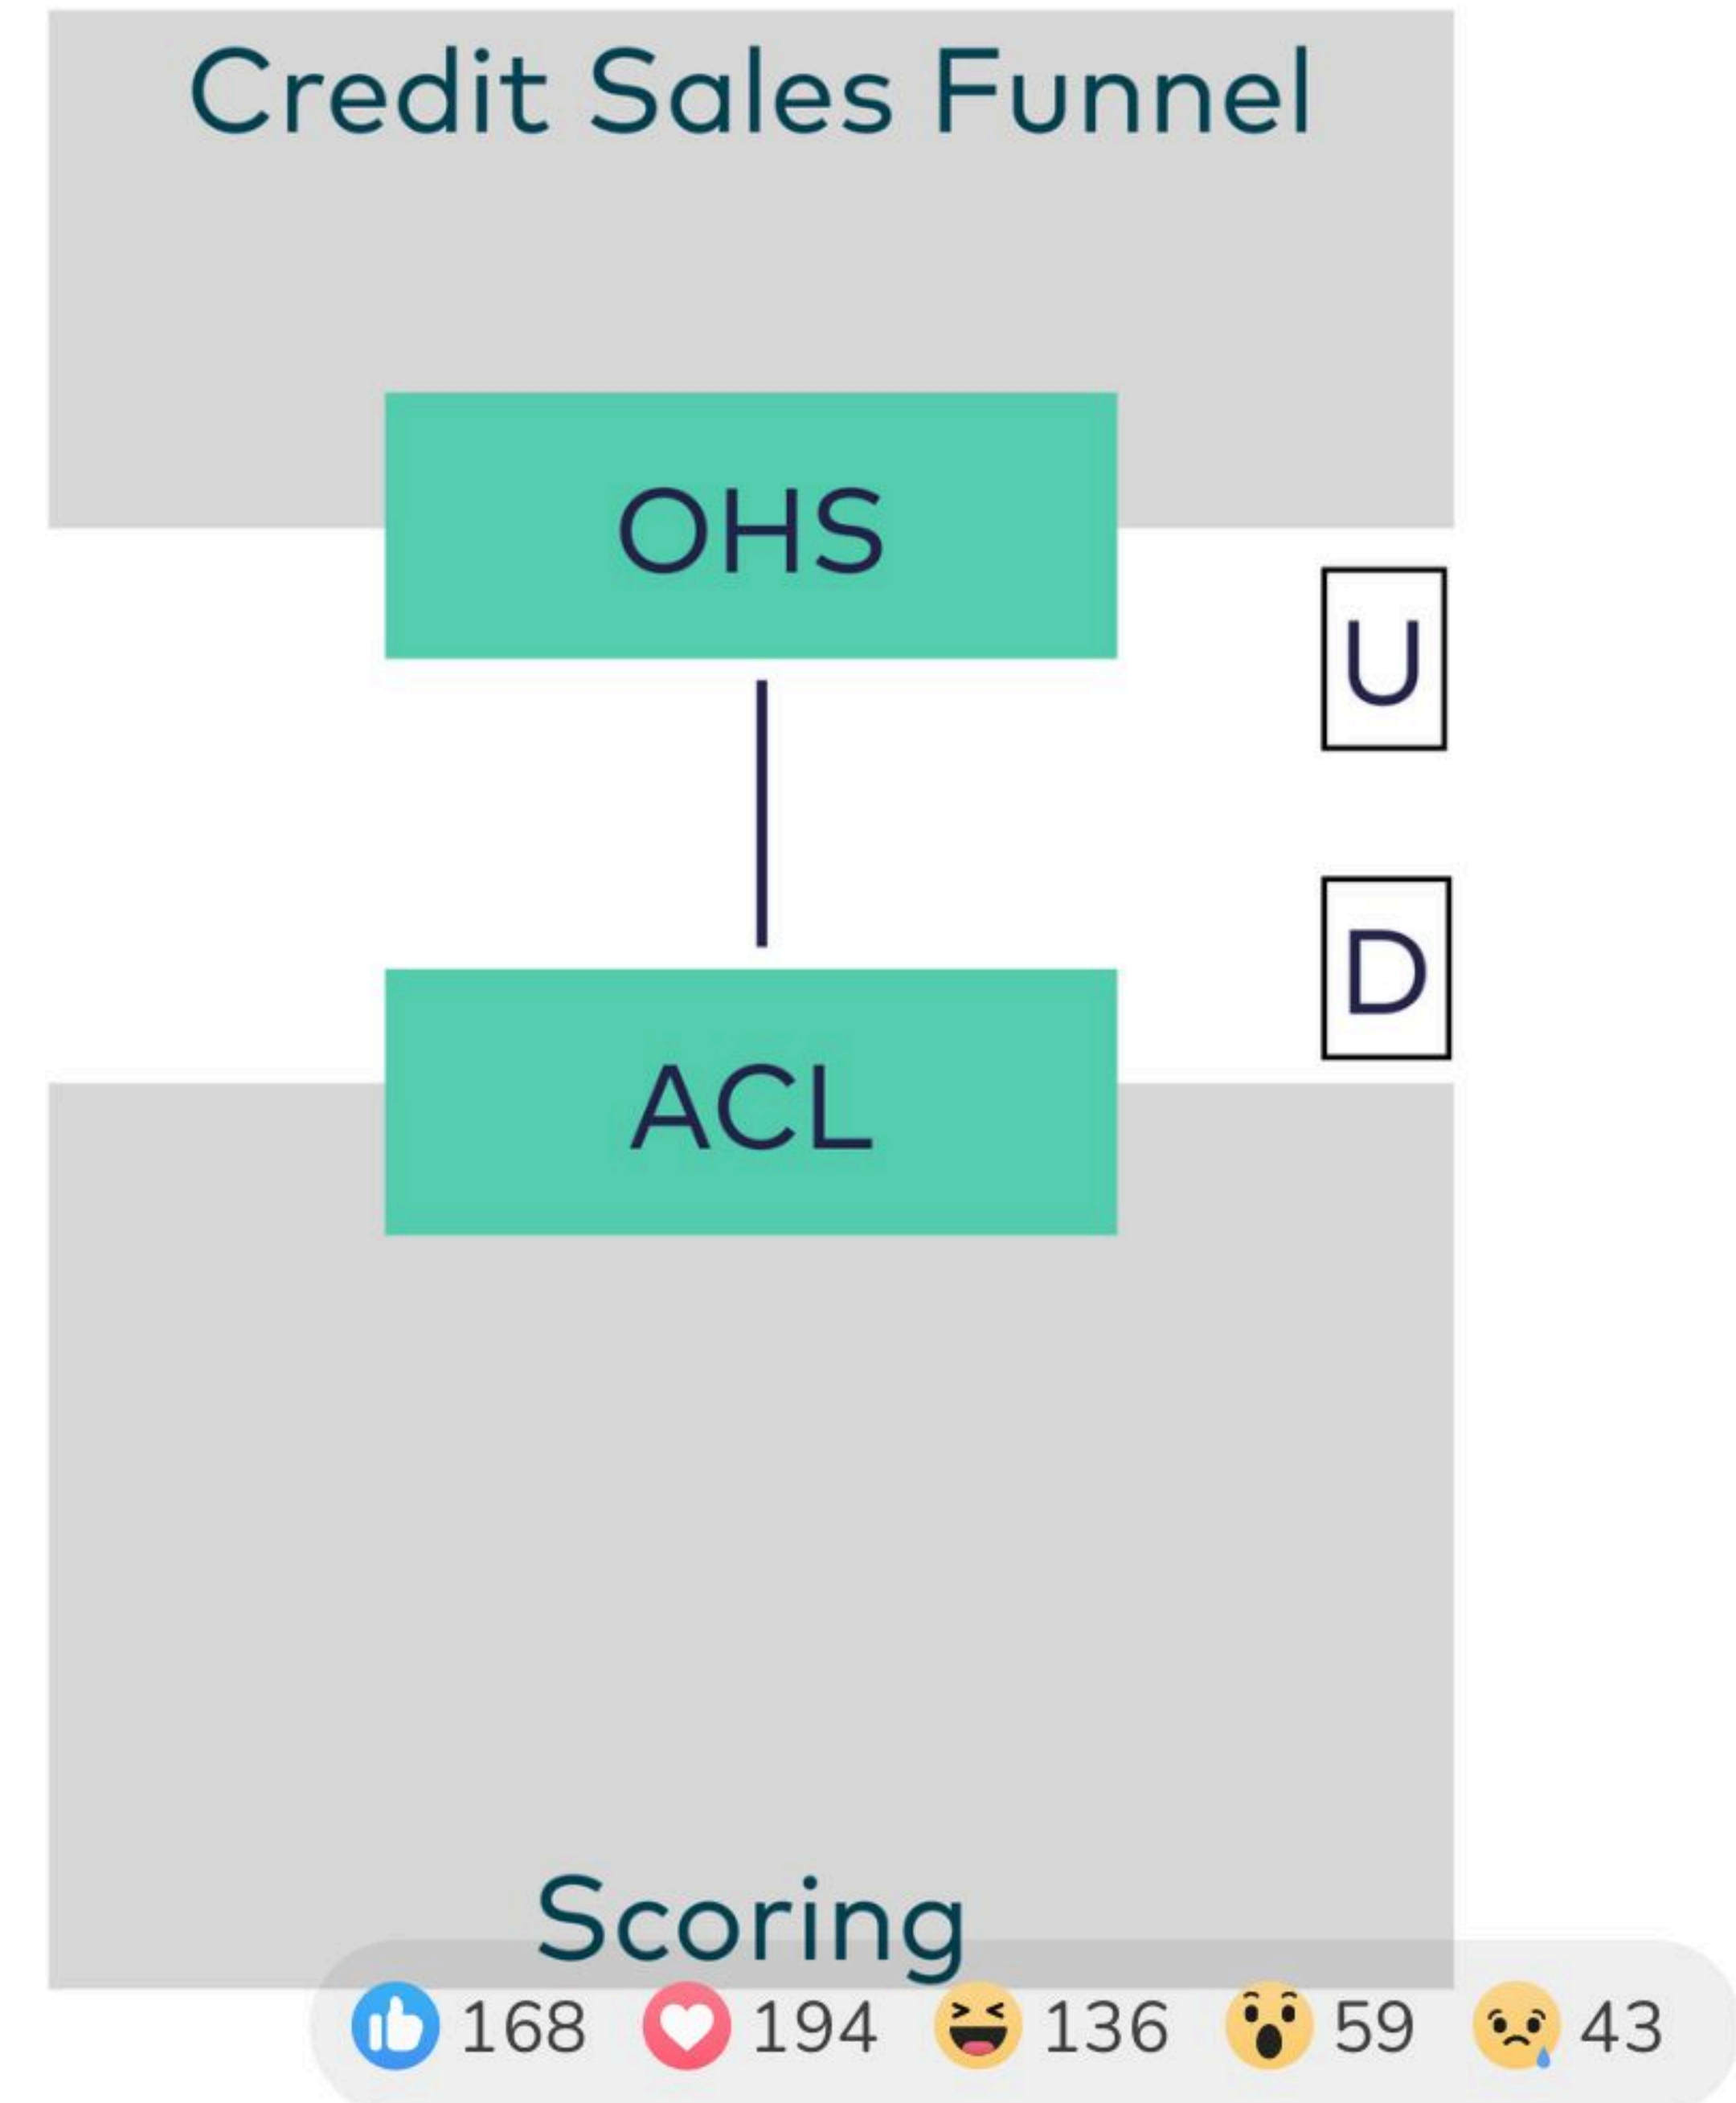 Credit Sales Funnel
OHS
U
D
ACL
Scoring
168 194 136 59 43